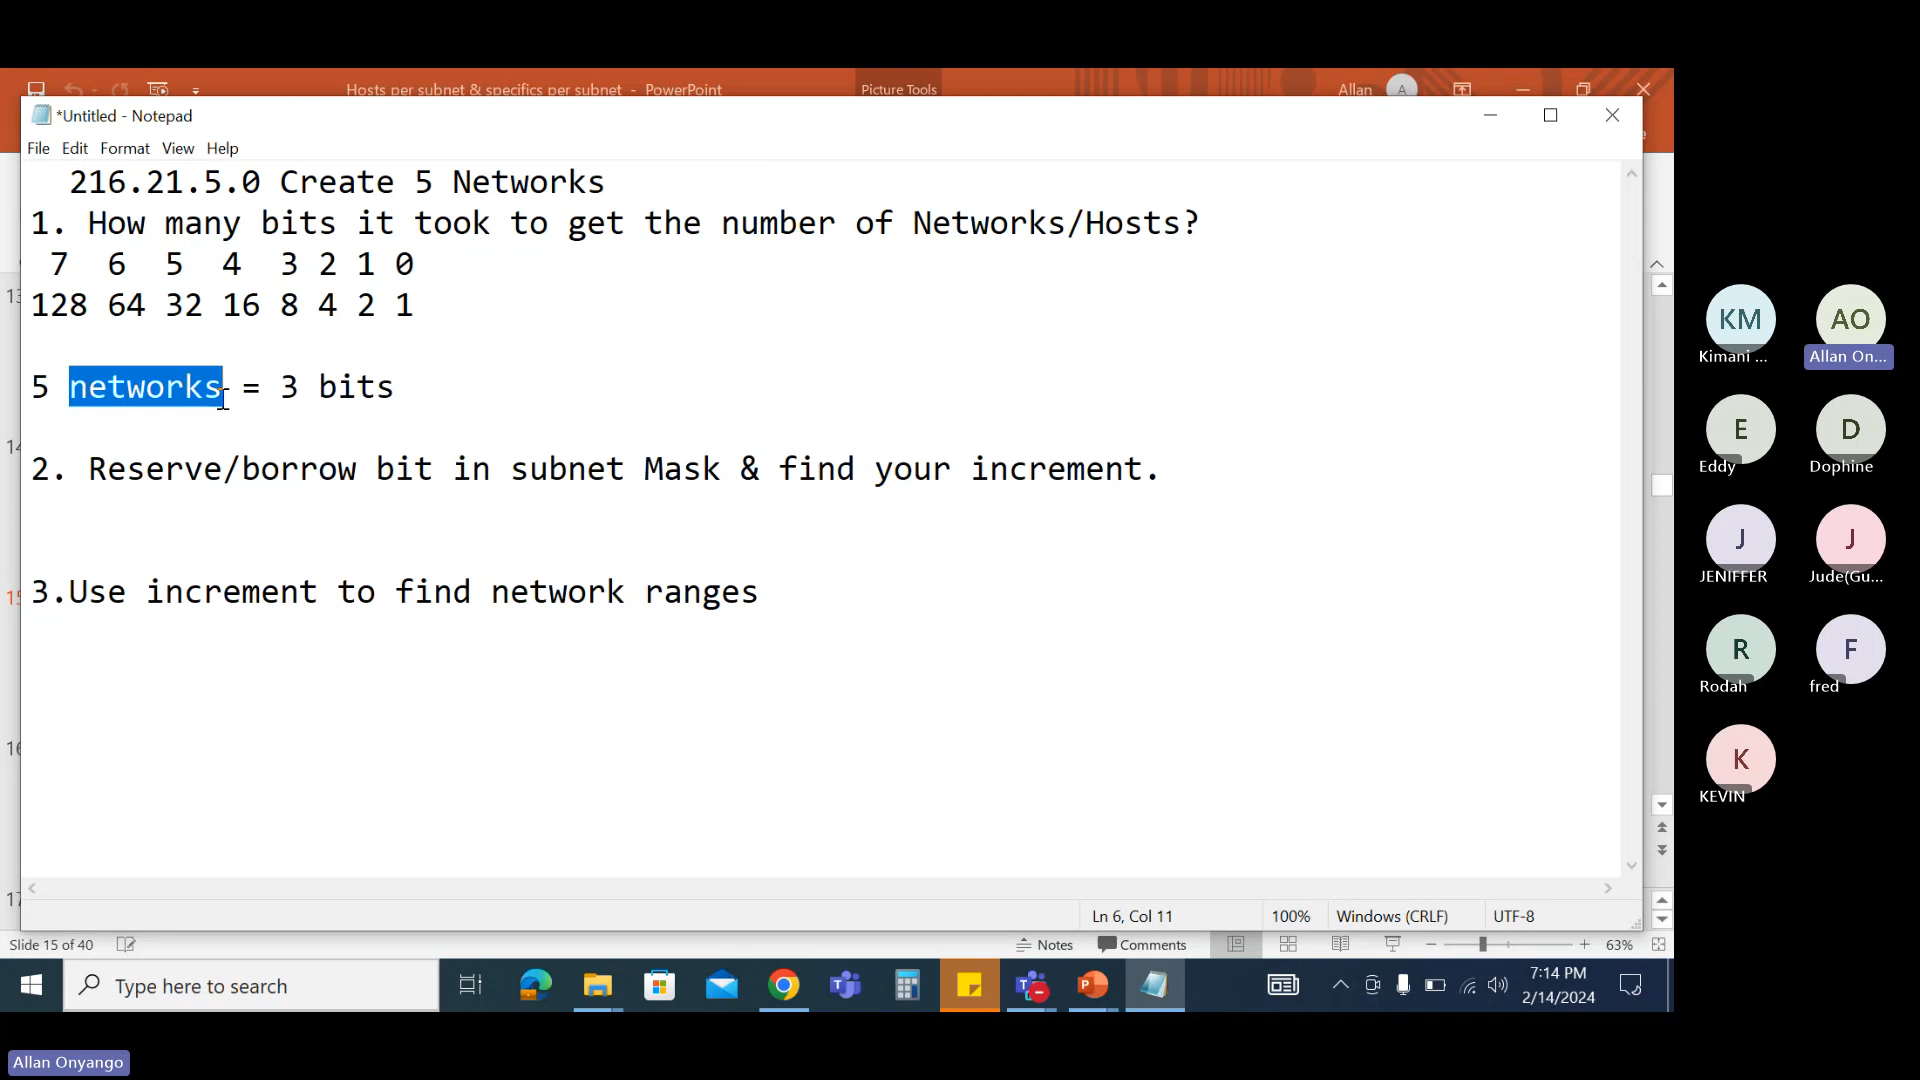 Hosts per subnet & specifics per subnet - PowerPoint
Picture Tools
Allan
A
*Untitled - Notepad
File Edit Format View Help
216.21.5.0 Create 5 Networks
1. How many bits it took to get the number of Networks/Hosts?
7 6 5 4 3 2 1 0
128 64 32 16 8 4 2 1
5 networks = 3 bits
2. Reserve/borrow bit in subnet Mask & find your increment.
3.Use increment to find network ranges
Ln 6, Col 11
100%
Windows (CRLF)
UTF-8
Slide 15 of 40
Notes
Comments
63%
Type here to search
7:14 PM
2/14/2024
KM
Kimani ...
AO
Allan On...
E
Eddy
D
Dophine
J
JENIFFER
J
Jude(Gu...
R
Rodah
F
fred
K
KEVIN
Allan Onyango